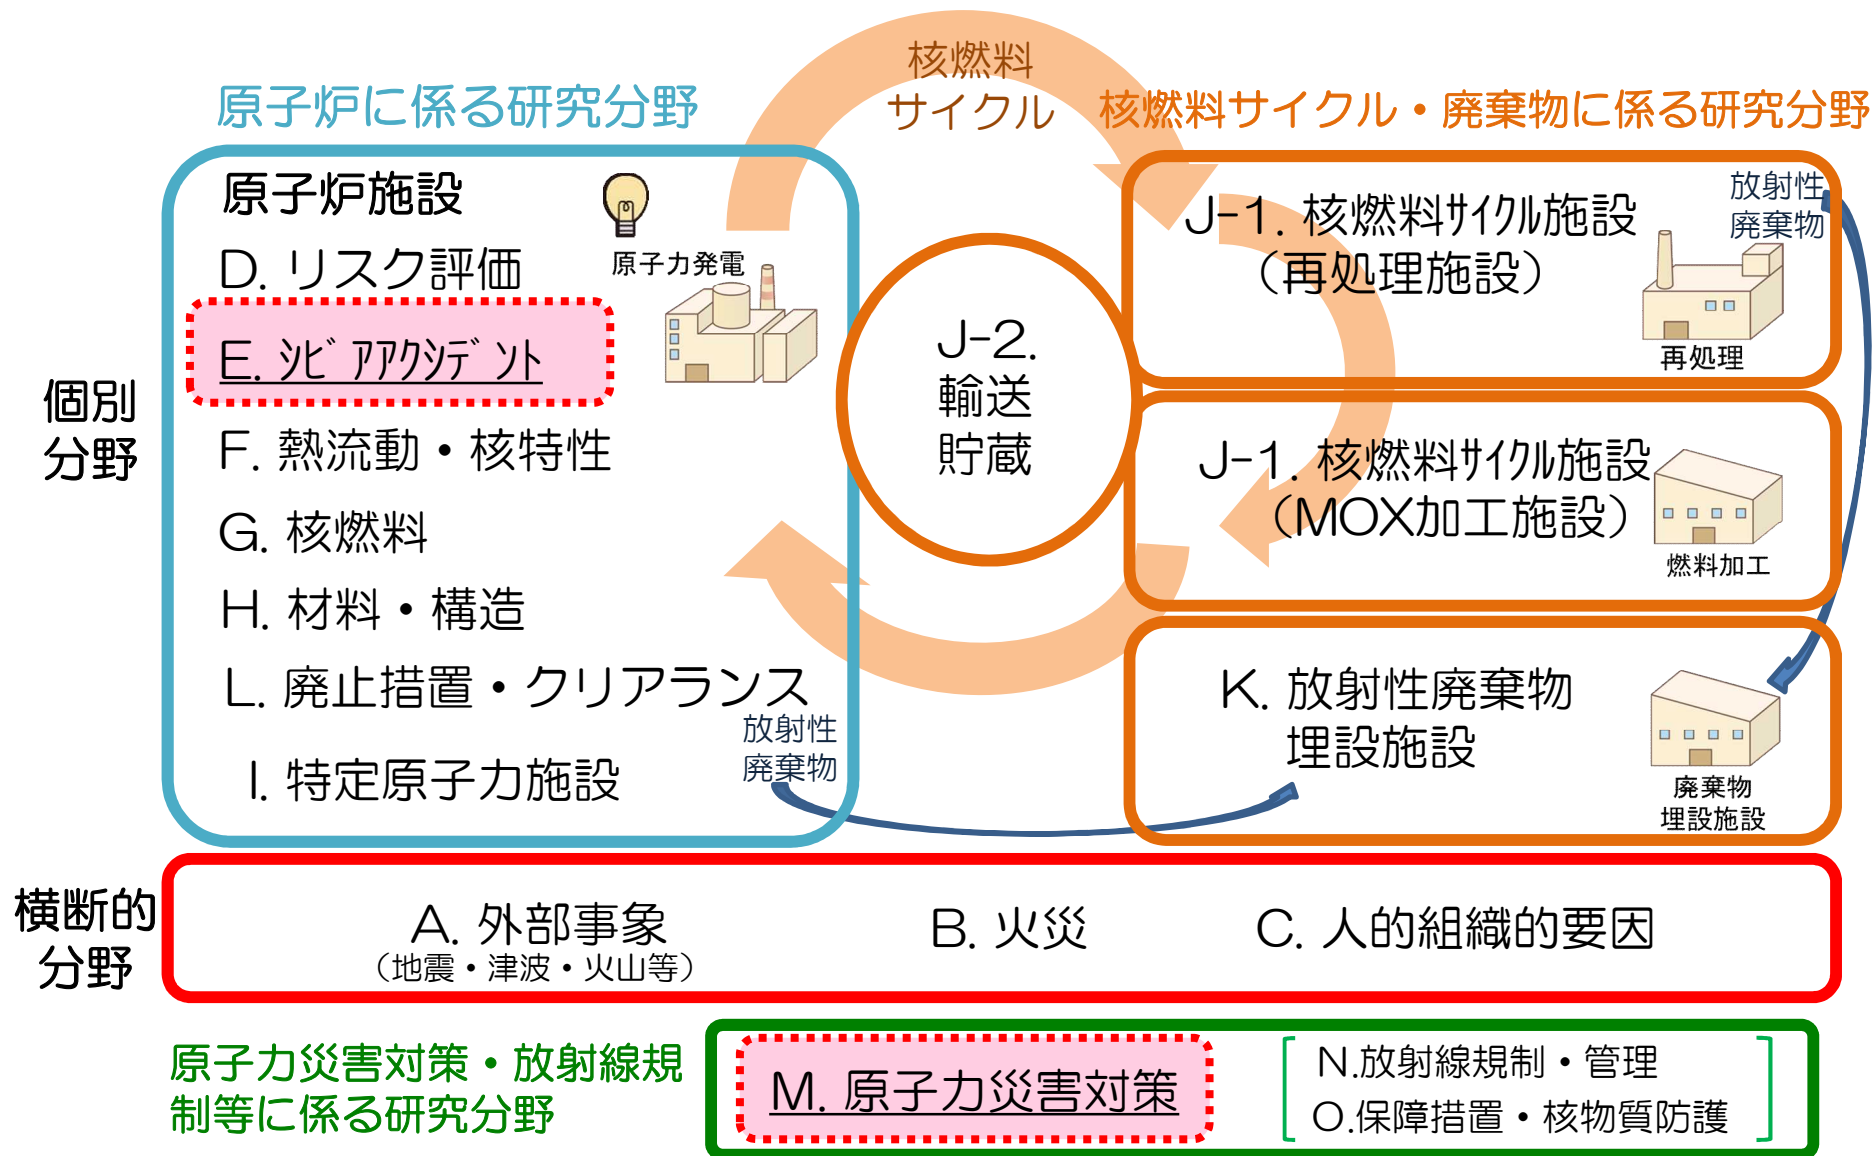 核燃料
サイクル
原子炉に係る研究分野
核燃料サイクル・廃棄物に係る研究分野
個別
分野
原子炉施設
原子力発電
D. リスク評価
E. ｼﾋﾞｱｱｸｼﾃﾞﾝﾄ
F. 熱流動・核特性
G. 核燃料
H. 材料・構造
L. 廃止措置・クリアランス
I. 特定原子力施設
放射性
廃棄物
J-2.
輸送
貯蔵
J-1. 核燃料ｻｲｸﾙ施設
（再処理施設）
放射性
廃棄物
再処理
J-1. 核燃料ｻｲｸﾙ施設
（MOX加工施設）
燃料加工
K. 放射性廃棄物
埋設施設
廃棄物
埋設施設
横断的
分野
A. 外部事象
（地震・津波・火山等）
B. 火災
C. 人的組織的要因
原子力災害対策・放射線規
制等に係る研究分野
M. 原子力災害対策
N.放射線規制・管理
O.保障措置・核物質防護